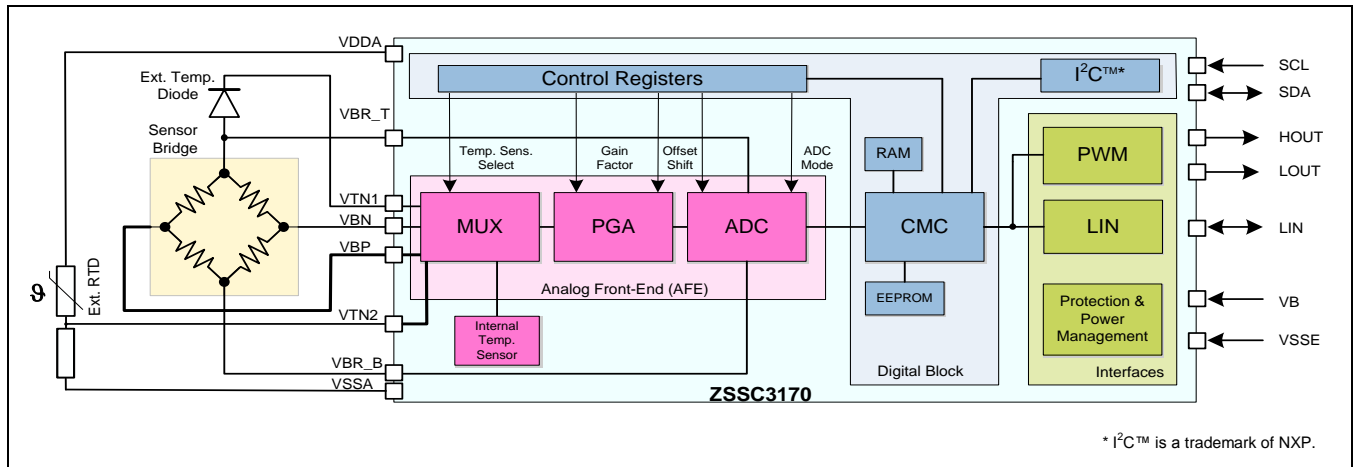 VDDA
Ext. Temp.
Diode
VBR_T
Sensor
Bridge
VTN1
VBN
VBP
ϑ
Ext. RTD
VTN2
VBR_B
VSSA
Control Registers
I²C™*
Temp. Sens.
Select
Gain
Factor
Offset
Shift
ADC
Mode
MUX
PGA
ADC
Analog Front-End (AFE)
Internal
Temp.
Sensor
RAM
CMC
EEPROM
Digital Block
PWM
LIN
Protection &
Power
Management
Interfaces
ZSSC3170
SCL
SDA
HOUT
LOUT
LIN
VB
VSSE
* I²C™ is a trademark of NXP.